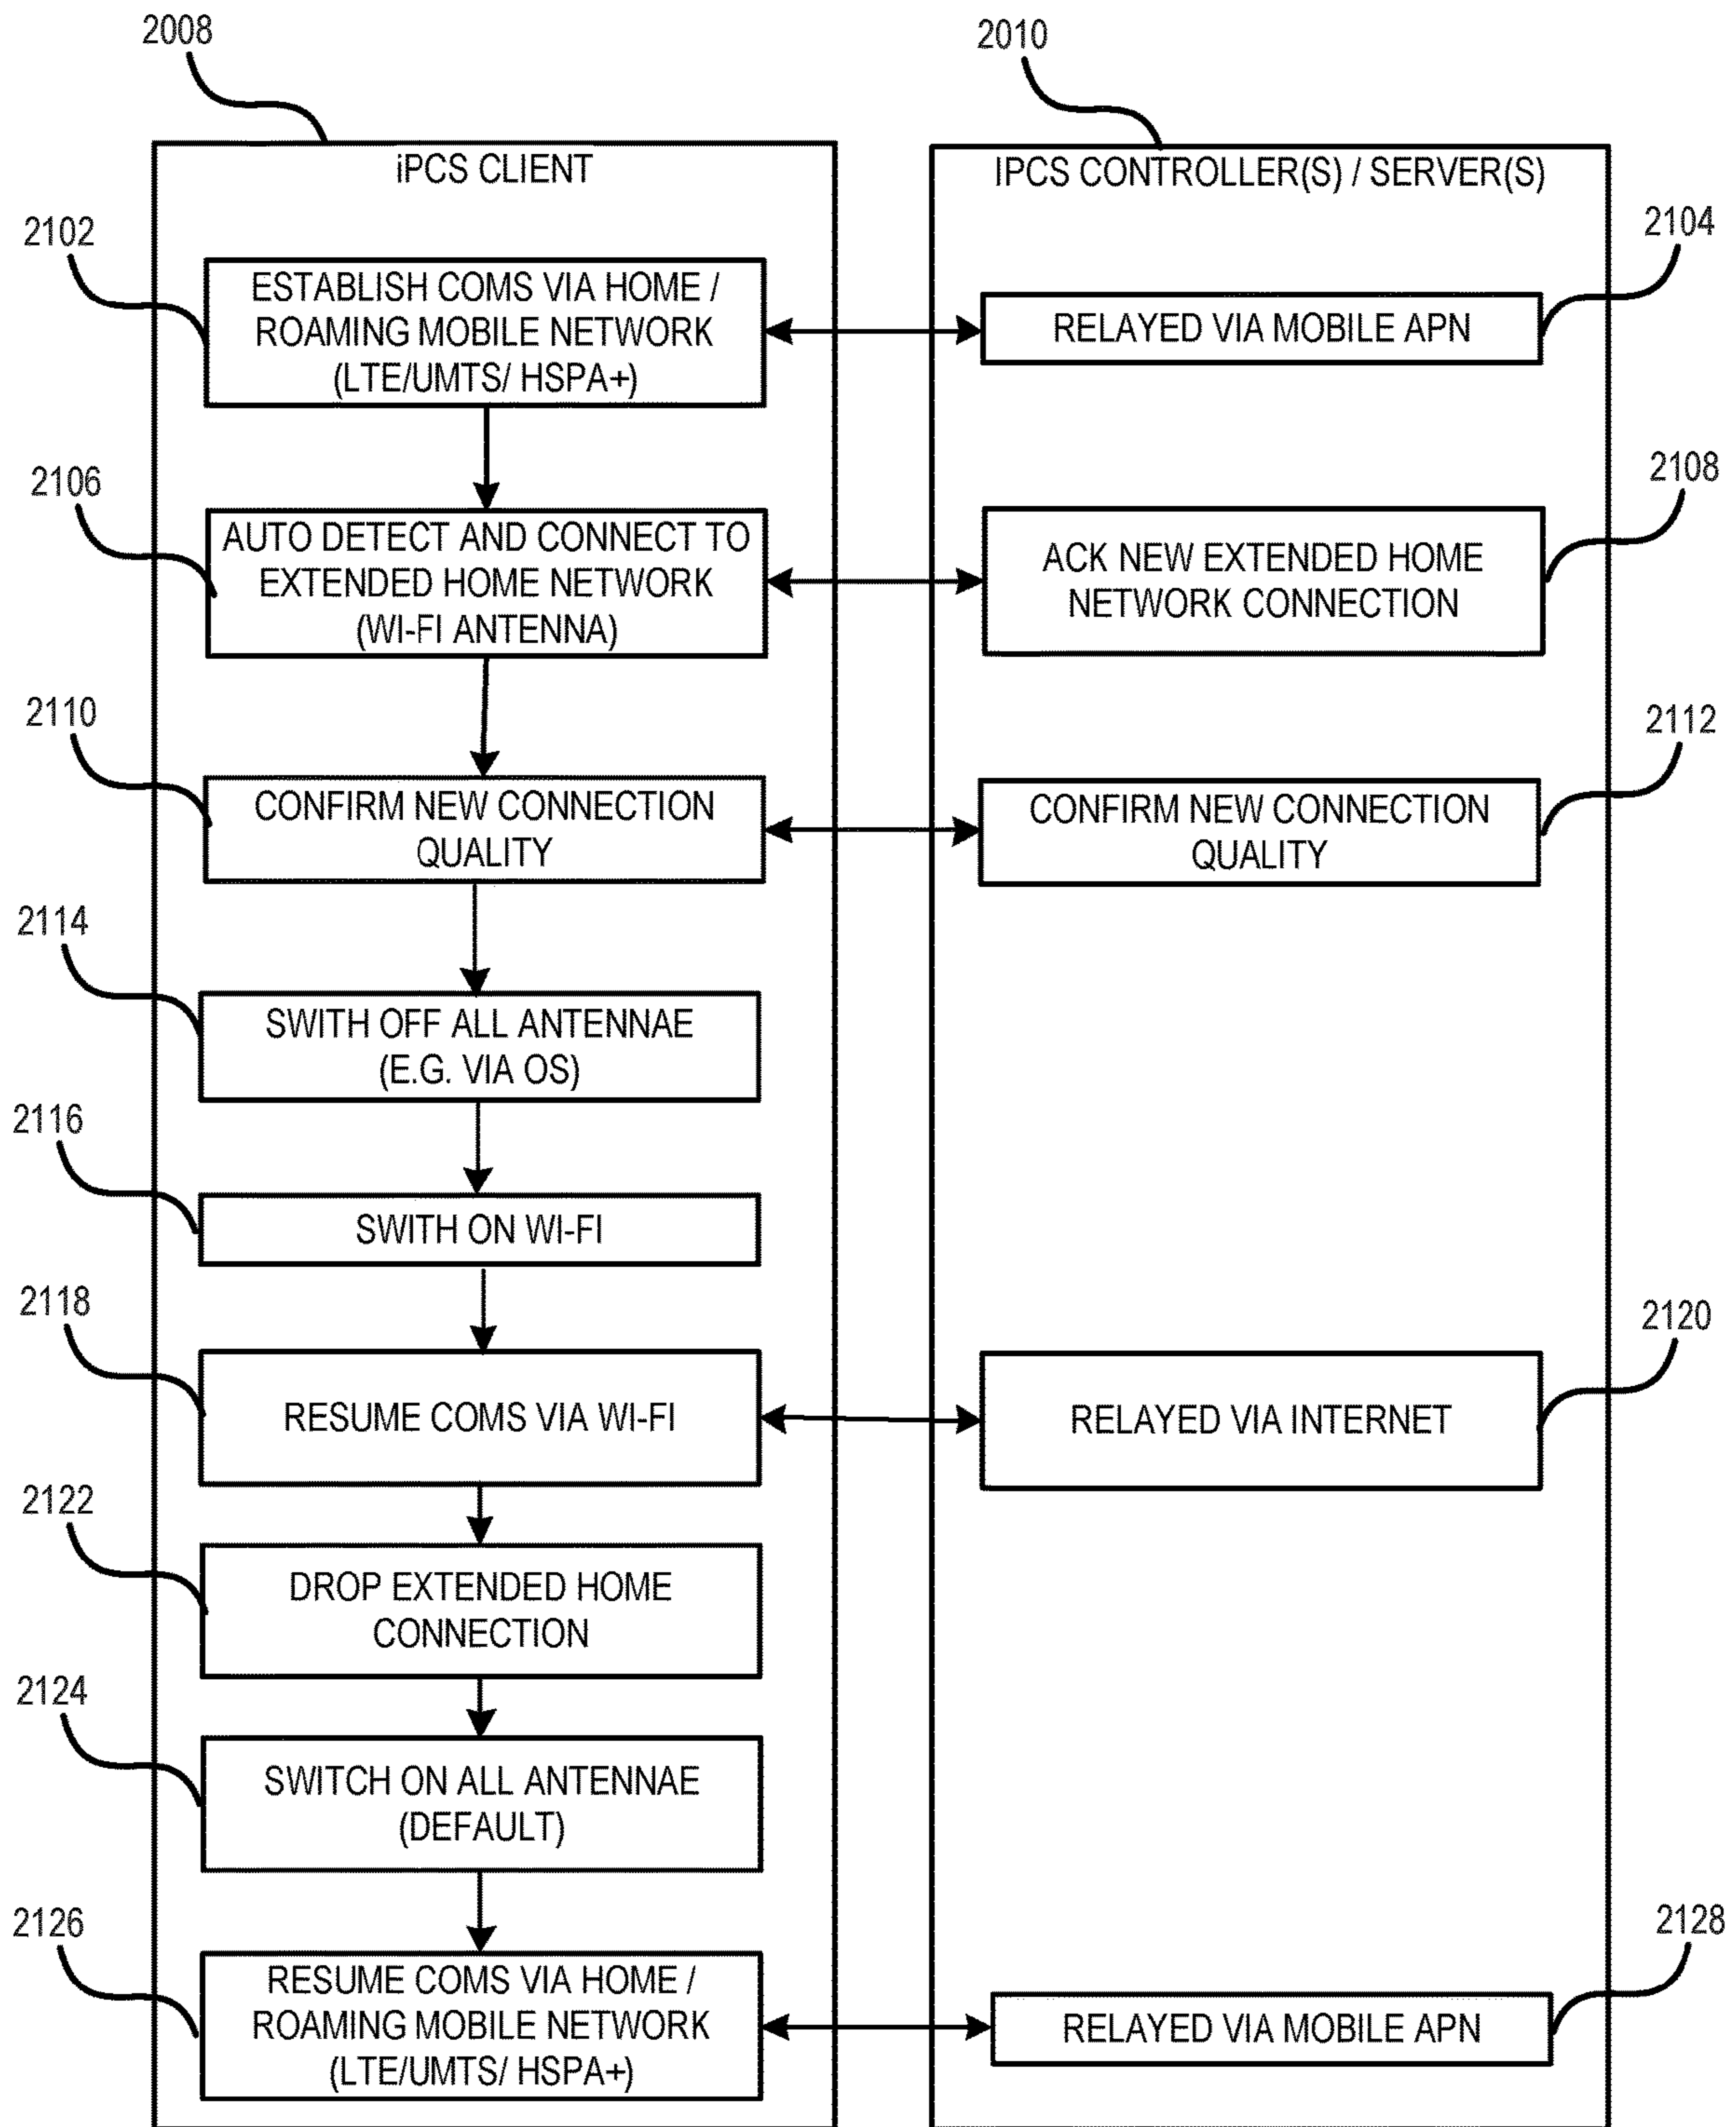 2008
2010
iPCS CLIENT
IPCS CONTROLLER(S) / SERVER(S)
2102
2104
ESTABLISH COMS VIA HOME /
ROAMING MOBILE NETWORK
(LTE/UMTS/ HSPA+)
RELAYED VIA MOBILE APN
2106
2108
AUTO DETECT AND CONNECT TO
EXTENDED HOME NETWORK
(WI-FI ANTENNA)
ACK NEW EXTENDED HOME
NETWORK CONNECTION
2110
2112
CONFIRM NEW CONNECTION
QUALITY
CONFIRM NEW CONNECTION
QUALITY
2114
SWITH OFF ALL ANTENNAE
(E.G. VIA OS)
2116
SWITH ON WI-FI
2118
2120
RESUME COMS VIA WI-FI
RELAYED VIA INTERNET
2122
DROP EXTENDED HOME
CONNECTION
2124
SWITCH ON ALL ANTENNAE
(DEFAULT)
2126
2128
RESUME COMS VIA HOME /
ROAMING MOBILE NETWORK
(LTE/UMTS/ HSPA+)
RELAYED VIA MOBILE APN